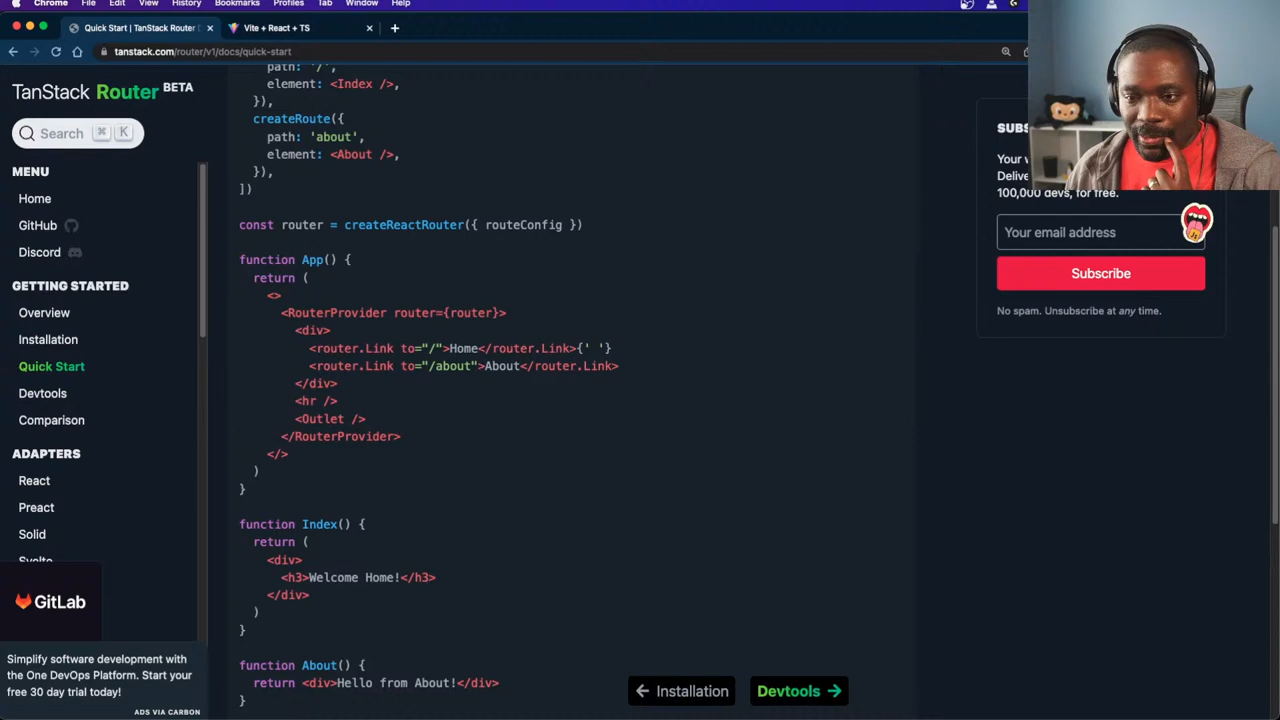 Chrome File Edit View History Bookmarks Profiles Tab Window Help
Quick Start | TanStack Router D
Vite + React + TS
tanstack.com/router/v1/docs/quick-start
TanStack Router BETA
Search ⌘ K
MENU
Home
GitHub
Discord
GETTING STARTED
Overview
Installation
Quick Start
Devtools
Comparison
ADAPTERS
React
Preact
Solid
Svelte
GitLab
Simplify software development with
the One DevOps Platform. Start your
free 30 day trial today!
ADS VIA CARBON
path: '/',
element: <Index />,
}),
createRoute({
path: 'about',
element: <About />,
}),
])
const router = createReactRouter({ routeConfig })
function App() {
return (
<>
<RouterProvider router={router}>
<div>
<router.Link to="/">Home</router.Link>{' '}
<router.Link to="/about">About</router.Link>
</div>
<hr />
<Outlet />
</RouterProvider>
</>
)
}
function Index() {
return (
<div>
<h3>Welcome Home!</h3>
</div>
)
}
function About() {
return <div>Hello from About!</div>
}
← Installation
Devtools →
SUBS
Your
Delive
100,000 devs, for free.
Your email address
Subscribe
No spam. Unsubscribe at any time.